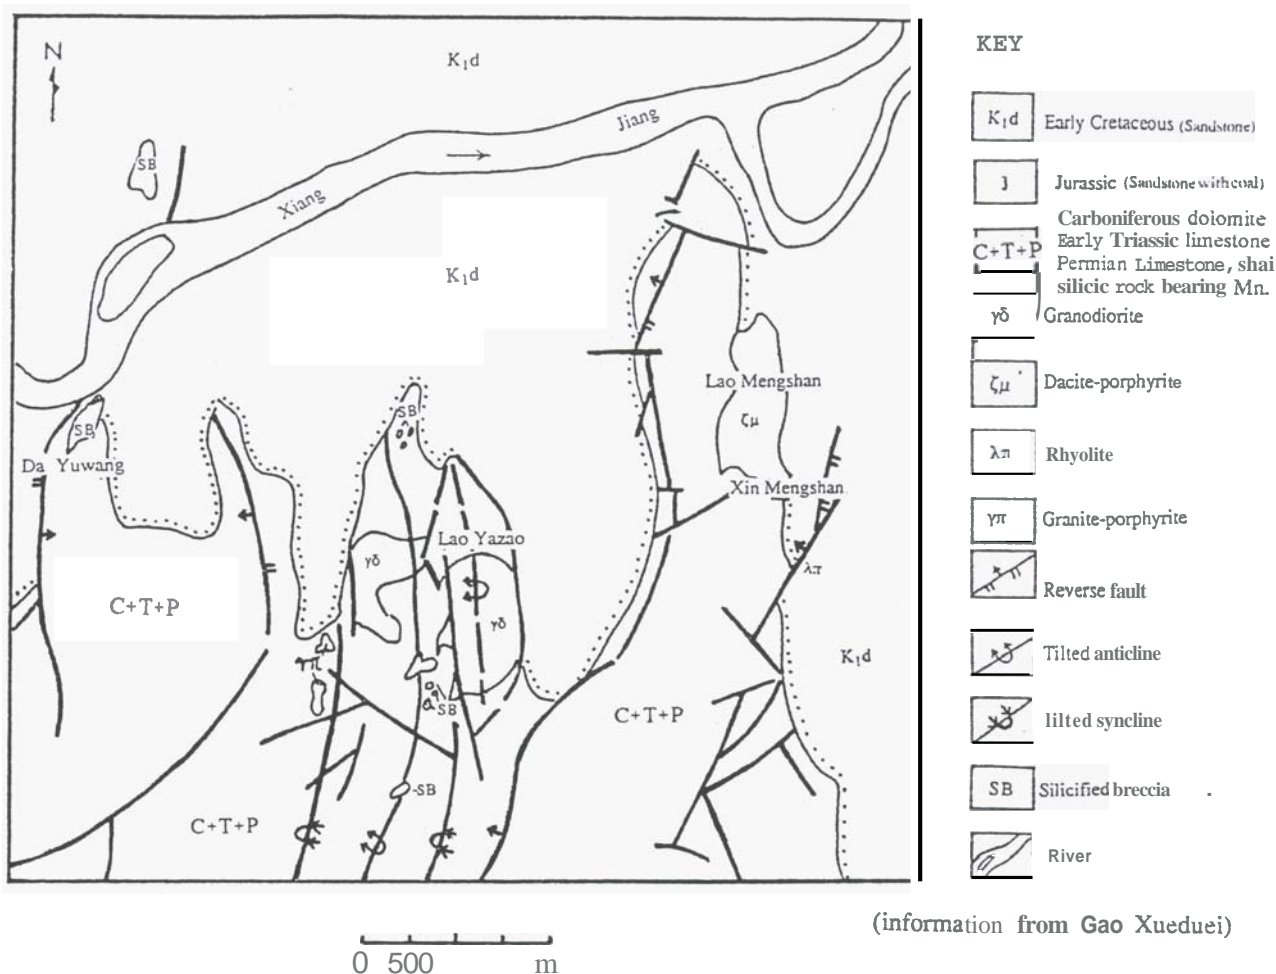 N
K₁d
Jiang
SB
Xiang
K₁d
Lao Mengshan
SB
ζμ
SB
Da Yuwang
Xin Mengshan
Lao Yazao
γδ
λπ
C+T+P
γδ
K₁d
γπ
SB
C+T+P
-SB
C+T+P
0 500 m
KEY
K₁d Early Cretaceous (Sandstone)
J Jurassic (Sandstone with coal)
C+T+P Carboniferous dolomite
Early Triassic limestone
Permian Limestone, shai
silicic rock bearing Mn.
γδ Granodiorite
ζμ Dacite-porphyrite
λπ Rhyolite
γπ Granite-porphyrite
Reverse fault
Tilted anticline
lilted syncline
SB Silicified breccia
River
(information from Gao Xueduei)